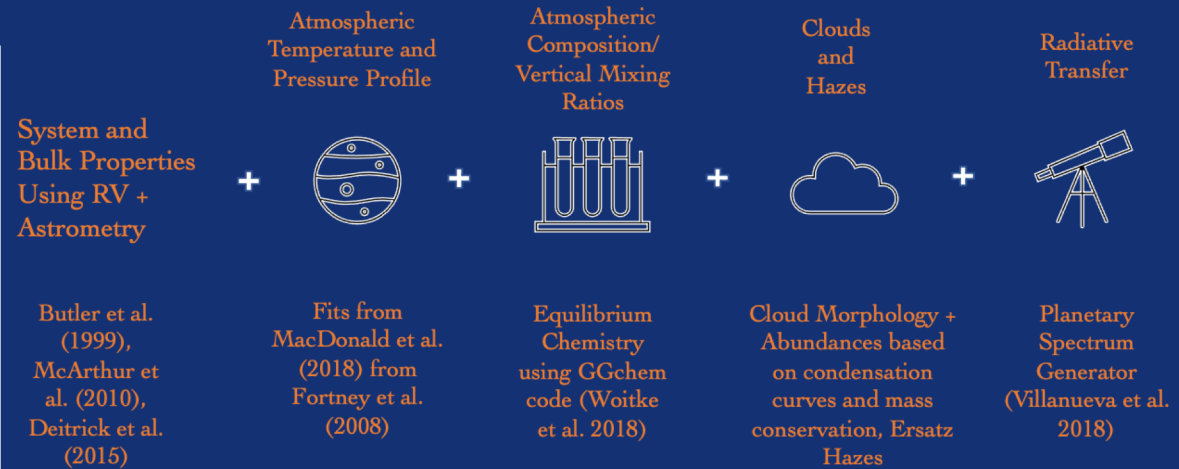 System and
Bulk Properties
Using RV +
Astrometry
Butler et al.
(1999),
McArthur et
al. (2010),
Deitrick et al.
(2015)
+
Atmospheric
Temperature and
Pressure Profile
Fits from
MacDonald et al.
(2018) from
Fortney et al.
(2008)
+
Atmospheric
Composition/
Vertical Mixing
Ratios
Equilibrium
Chemistry
using GGchem
code (Woitke
et al. 2018)
+
Clouds
and
Hazes
Cloud Morphology +
Abundances based
on condensation
curves and mass
conservation, Ersatz
Hazes
+
Radiative
Transfer
Planetary
Spectrum
Generator
(Villanueva et al.
2018)